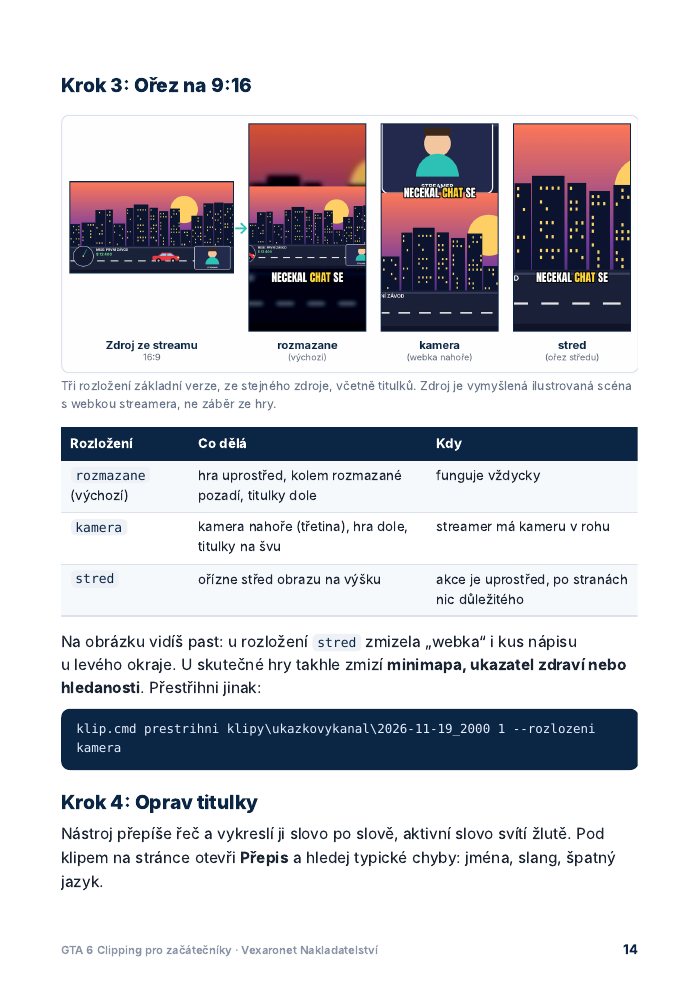 Krok 3: Ořez na 9:16
STREAMER
NECEKAL CHAT SE
NECEKAL CHAT SE
NECEKAL CHAT SE
NÍ ZÁVOD
D
Zdroj ze streamu
16:9
rozmazane
(výchozí)
kamera
(webka nahoře)
stred
(ořez středu)
Tři rozložení základní verze, ze stejného zdroje, včetně titulků. Zdroj je vymyšlená ilustrovaná scéna
s webkou streamera, ne záběr ze hry.
Rozložení Co dělá Kdy
rozmazane hra uprostřed, kolem rozmazané funguje vždycky
(výchozí) pozadí, titulky dole
kamera kamera nahoře (třetina), hra dole, streamer má kameru v rohu
titulky na švu
stred ořízne střed obrazu na výšku akce je uprostřed, po stranách
nic důležitého
Na obrázku vidíš past: u rozložení stred zmizela „webka“ i kus nápisu
u levého okraje. U skutečné hry takhle zmizí minimapa, ukazatel zdraví nebo
hledanosti. Přestřihni jinak:
klip.cmd prestrihni klipy\ukazkovykanal\2026-11-19_2000 1 --rozlozeni
kamera
Krok 4: Oprav titulky
Nástroj přepíše řeč a vykreslí ji slovo po slově, aktivní slovo svítí žlutě. Pod
klipem na stránce otevři Přepis a hledej typické chyby: jména, slang, špatný
jazyk.
GTA 6 Clipping pro začátečníky · Vexaronet Nakladatelství 14